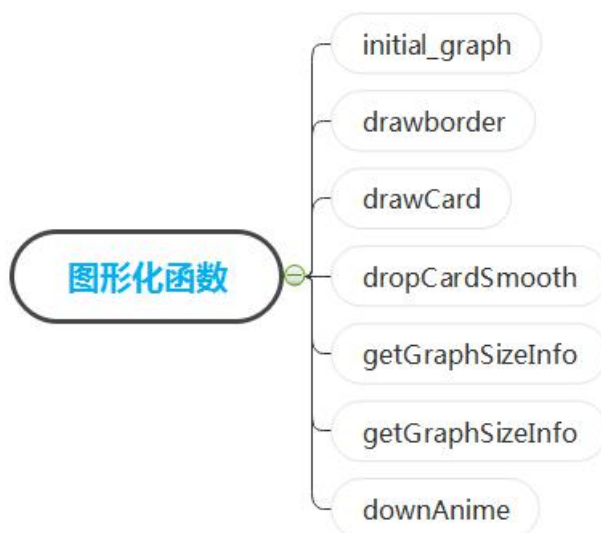 图形化函数
initial_graph
drawborder
drawCard
dropCardSmooth
getGraphSizeInfo
getGraphSizeInfo
downAnime